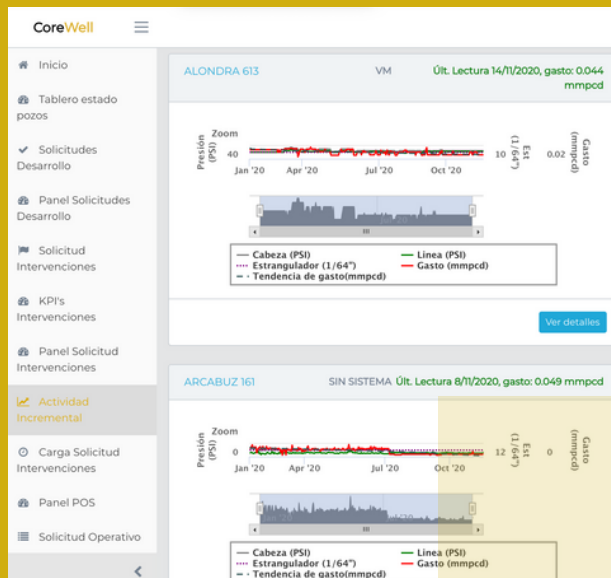 CoreWell
Inicio
Tablero estado
pozos
Solicitudes
Desarrollo
Panel Solicitudes
Desarrollo
Solicitud
Intervenciones
KPI's
Intervenciones
Panel Solicitud
Intervenciones
Actividad
Incremental
Carga Solicitud
Intervenciones
Panel POS
Solicitud Operativo
ALONDRA 613 VM Últ. Lectura 14/11/2020, gasto: 0.044
mmpcd
Zoom
Presión
(PSI)
40
10
Est
(1/64")
0.02
Gasto
(mmpcd)
Jan '20 Apr '20 Jul '20 Oct '20
Cabeza (PSI) Linea (PSI)
Estrangulador (1/64") Gasto (mmpcd)
Tendencia de gasto(mmpcd)
Ver detalles
ARCABUZ 161 SIN SISTEMA Últ. Lectura 8/11/2020, gasto: 0.049 mmpcd
Zoom
Presión
(PSI)
0
12
Est
(1/64")
0
Gasto
(mmpcd)
Jan '20 Apr '20 Jul '20 Oct '20
Cabeza (PSI) Linea (PSI)
Estrangulador (1/64") Gasto (mmpcd)
Tendencia de gasto(mmpcd)